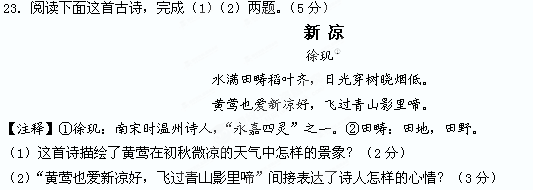 23．阅读下面这首古诗，完成（1）（2）两题。（5分）
新 凉
徐玑
水满田畴稻叶齐，日光穿树晓烟低。
黄莺也爱新凉好，飞过青山影里啼。
【注释】①徐玑：南宋时温州诗人，“永嘉四灵”之一。②田畴：田地，田野。
（1）这首诗描绘了黄莺在初秋微凉的天气中怎样的景象？（2分）
（2）“黄莺也爱新凉好，飞过青山影里啼”间接表达了诗人怎样的心情？（3分）